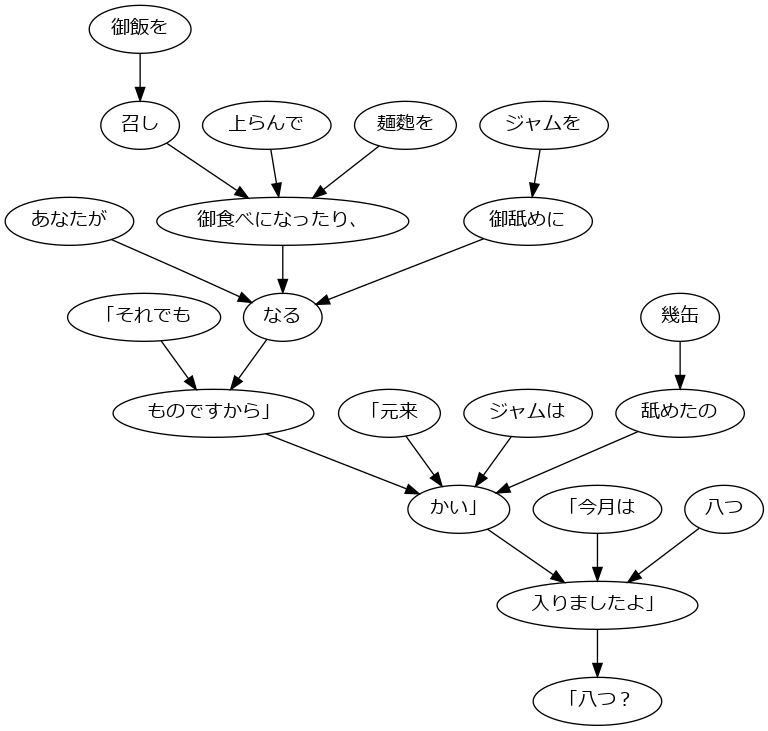 御飯を
召し
上らんで
麺麭を
ジャムを
あなたが
御食べになったり、
御舐めに
「それでも
なる
幾缶
ものですから」
「元来
ジャムは
舐めたの
かい」
「今月は
八つ
入りましたよ」
「八つ？